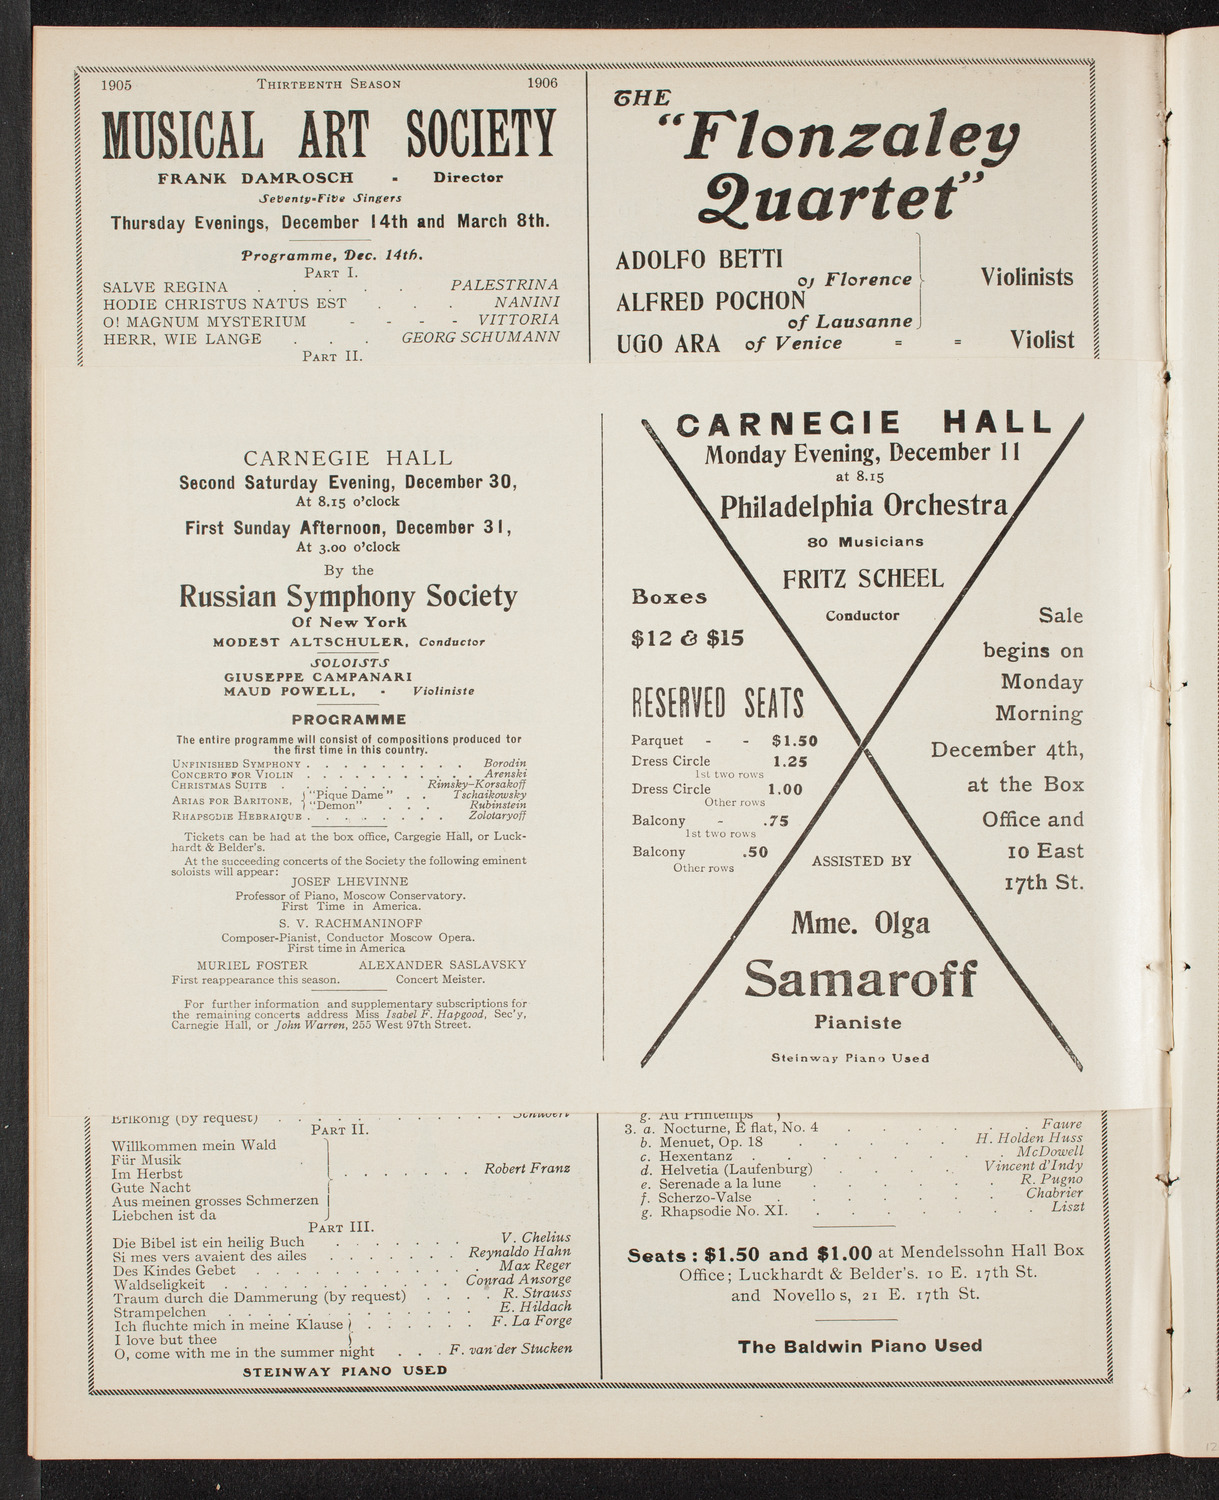 1905 THIRTEENTH SEASON 1906
MUSICAL ART SOCIETY
FRANK DAMROSCH - Director
Seventy-Five Singers
Thursday Evenings, December 14th and March 8th.
Programme, Dec. 14th.
PART I.
SALVE REGINA . . . . . PALESTRINA
HODIE CHRISTUS NATUS EST . . . NANINI
O! MAGNUM MYSTERIUM - - - - VITTORIA
HERR, WIE LANGE . . . GEORG SCHUMANN
PART II.
THE
"Flonzaley
Quartet"
ADOLFO BETTI
of Florence
ALFRED POCHON
of Lausanne
Violinists
UGO ARA of Venice = = Violist
CARNEGIE HALL
Second Saturday Evening, December 30,
At 8.15 o'clock
First Sunday Afternoon, December 31,
At 3.00 o'clock
By the
Russian Symphony Society
Of New York
MODEST ALTSCHULER, Conductor
SOLOISTS
GIUSEPPE CAMPANARI
MAUD POWELL, - Violiniste
PROGRAMME
The entire programme will consist of compositions produced tor
the first time in this country.
UNFINISHED SYMPHONY . . . . . . . . . Borodin
CONCERTO FOR VIOLIN . . . . . . . . . . Arenski
CHRISTMAS SUITE . . . . . . Rimsky-Korsakoff
ARIAS FOR BARITONE, { "Pique Dame" . . Tschaikowsky
"Demon" . . . Rubinstein
RHAPSODIE HEBRAIQUE . . . . . . . Zolotaryoff
Tickets can be had at the box office, Cargegie Hall, or Luck-
hardt & Belder's.
At the succeeding concerts of the Society the following eminent
soloists will appear:
JOSEF LHEVINNE
Professor of Piano, Moscow Conservatory.
First Time in America.
S. V. RACHMANINOFF
Composer-Pianist, Conductor Moscow Opera.
First time in America
MURIEL FOSTER ALEXANDER SASLAVSKY
First reappearance this season. Concert Meister.
For further information and supplementary subscriptions for
the remaining concerts address Miss Isabel F. Hapgood, Sec'y,
Carnegie Hall, or John Warren, 255 West 97th Street.
CARNEGIE HALL
Monday Evening, December 11
at 8.15
Philadelphia Orchestra
80 Musicians
FRITZ SCHEEL
Conductor
Boxes
$12 & $15
RESERVED SEATS
Parquet - - $1.50
Dress Circle 1.25
1st two rows
Dress Circle 1.00
Other rows
Balcony - .75
1st two rows
Balcony .50
Other rows
Sale
begins on
Monday
Morning
December 4th,
at the Box
Office and
10 East
17th St.
ASSISTED BY
Mme. Olga
Samaroff
Pianiste
Steinway Piano Used
Erlkonig (by request) . . . . . . . . . Schubert
PART II.
Willkommen mein Wald
Für Musik
Im Herbst . . . . . . Robert Franz
Gute Nacht
Aus meinen grosses Schmerzen
Liebchen ist da
PART III.
Die Bibel ist ein heilig Buch . . . . . . . V. Chelius
Si mes vers avaient des ailes . . . . . . . Reynaldo Hahn
Des Kindes Gebet . . . . . . . . . . Max Reger
Waldseligkeit . . . . . . . . . . . Conrad Ansorge
Traum durch die Dammerung (by request) . . . . R. Strauss
Strampelchen . . . . . . . . . . . . E. Hildach
Ich fluchte mich in meine Klause } . . . . . . F. La Forge
I love but thee
O, come with me in the summer night . . . F. van der Stucken
STEINWAY PIANO USED
g. Au Printemps }
3. a. Nocturne, E flat, No. 4 . . . . . . Faure
b. Menuet, Op. 18 . . . . . H. Holden Huss
c. Hexentanz . . . . . . . McDowell
d. Helvetia (Laufenburg) . . . . Vincent d'Indy
e. Serenade a la lune . . . . . . R. Pugno
f. Scherzo-Valse . . . . . . Chabrier
g. Rhapsodie No. XI. . . . . . . . Liszt
Seats: $1.50 and $1.00 at Mendelssohn Hall Box
Office; Luckhardt & Belder's. 10 E. 17th St.
and Novello s, 21 E. 17th St.
The Baldwin Piano Used
12